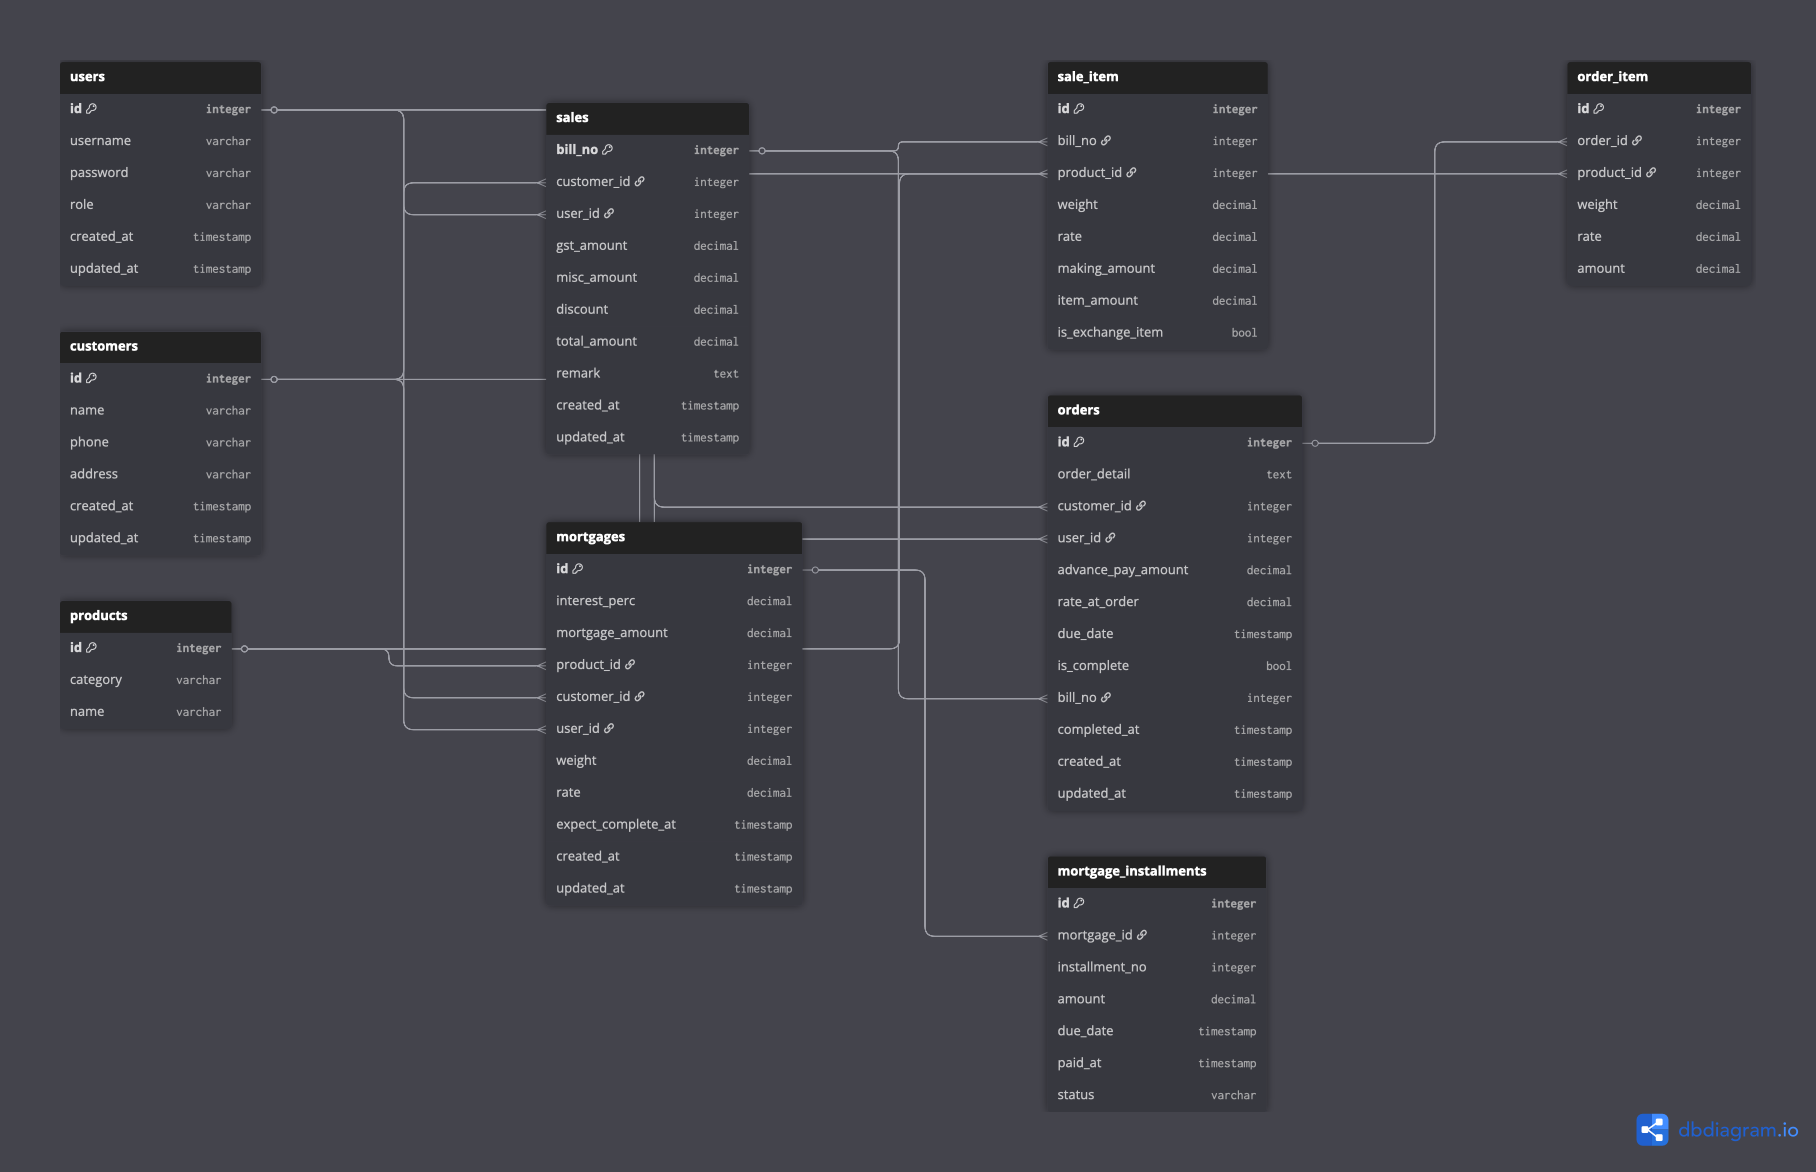 users
id integer
username varchar
password varchar
role varchar
created_at timestamp
updated_at timestamp
customers
id integer
name varchar
phone varchar
address varchar
created_at timestamp
updated_at timestamp
products
id integer
category varchar
name varchar
sales
bill_no integer
customer_id integer
user_id integer
gst_amount decimal
misc_amount decimal
discount decimal
total_amount decimal
remark text
created_at timestamp
updated_at timestamp
mortgages
id integer
interest_perc decimal
mortgage_amount decimal
product_id integer
customer_id integer
user_id integer
weight decimal
rate decimal
expect_complete_at timestamp
created_at timestamp
updated_at timestamp
sale_item
id integer
bill_no integer
product_id integer
weight decimal
rate decimal
making_amount decimal
item_amount decimal
is_exchange_item bool
orders
id integer
order_detail text
customer_id integer
user_id integer
advance_pay_amount decimal
rate_at_order decimal
due_date timestamp
is_complete bool
bill_no integer
completed_at timestamp
created_at timestamp
updated_at timestamp
mortgage_installments
id integer
mortgage_id integer
installment_no integer
amount decimal
due_date timestamp
paid_at timestamp
status varchar
order_item
id integer
order_id integer
product_id integer
weight decimal
rate decimal
amount decimal
dbdiagram.io